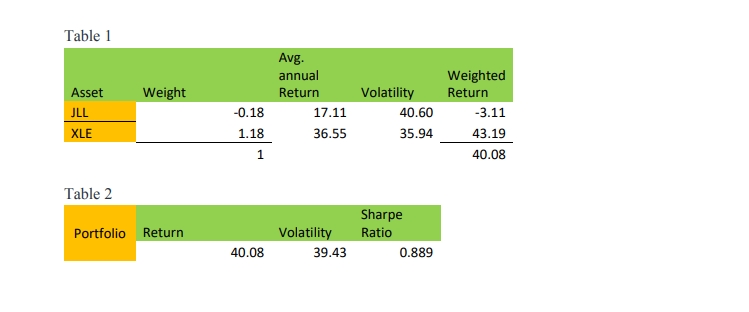 Table 1
Avg.
annual
Weighted
Asset Weight Return Volatility Return
JLL -0.18 17.11 40.60 -3.11
XLE 1.18 36.55 35.94 43.19
1 40.08
Table 2
Sharpe
Portfolio Return Volatility Ratio
40.08 39.43 0.889